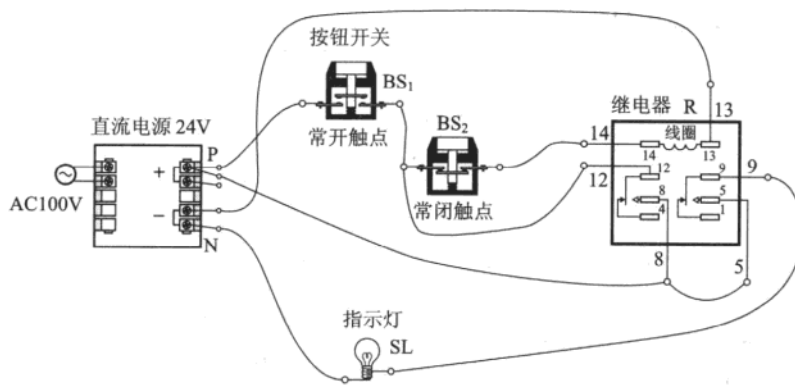 按钮开关
BS₁
常开触点
直流电源 24V
P
+
−
N
AC100V
BS₂
常闭触点
继电器 R 13
线圈
14
14
13
12
12
9
9
8
5
4
1
8
5
指示灯
SL